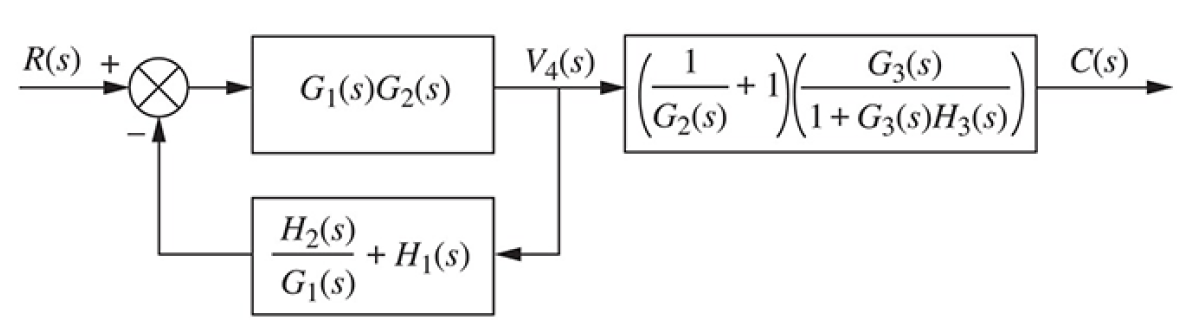 R(s) + − G₁(s)G₂(s) V₄(s) (1/G₂(s) + 1)(G₃(s)/(1 + G₃(s)H₃(s))) C(s)
H₂(s)/G₁(s) + H₁(s)